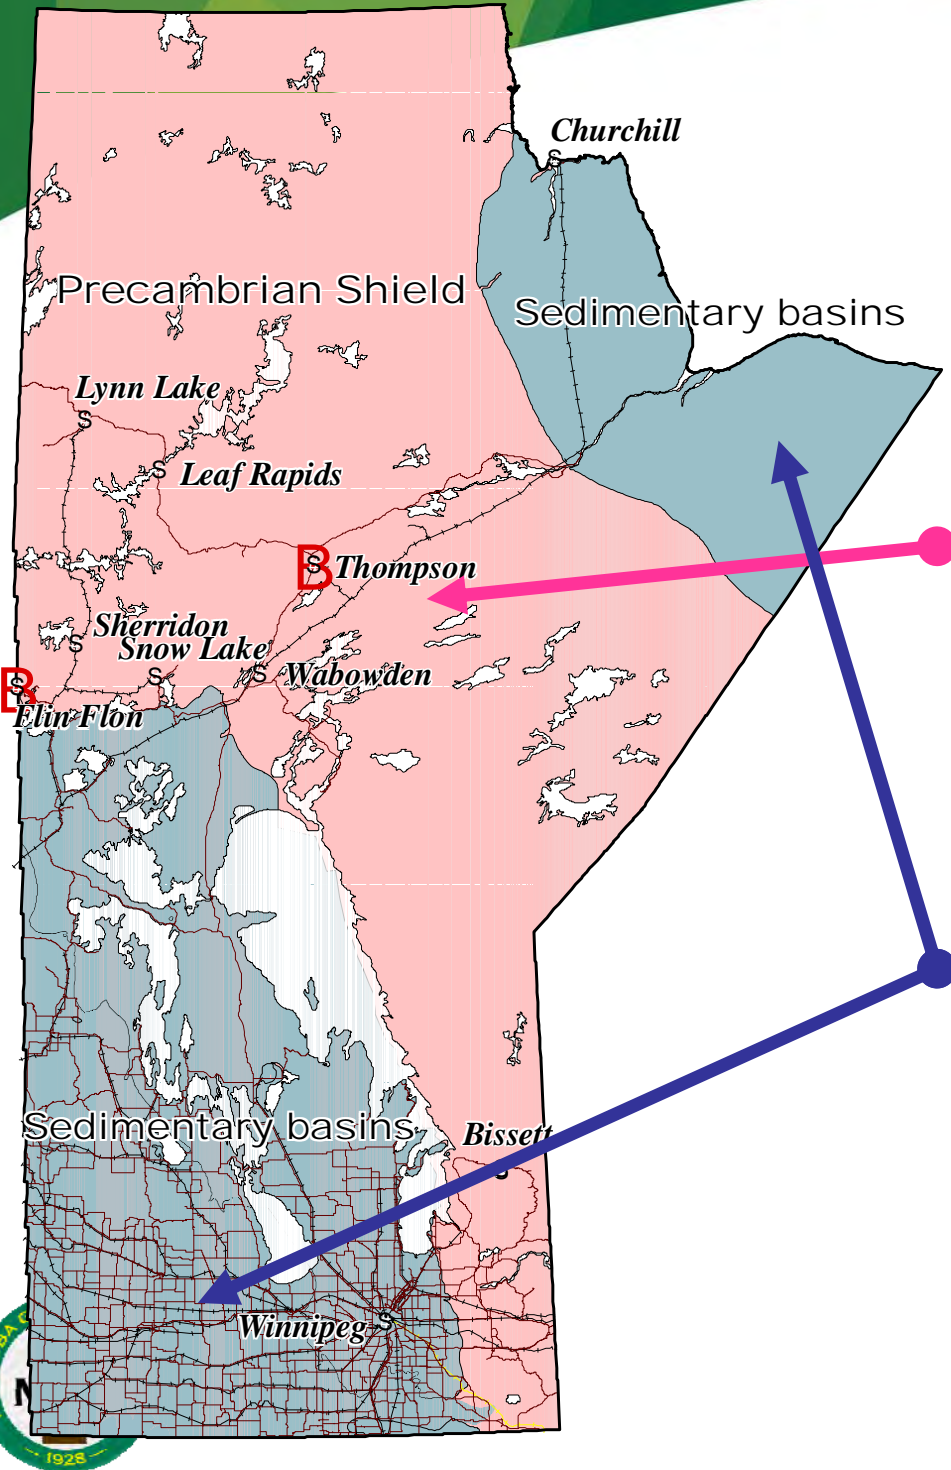 Churchill
S
Precambrian Shield
Sedimentary basins
Lynn Lake
S
S
Leaf Rapids
B
S
Thompson
Sherridon
S
Snow Lake
S
S
Wabowden
B
S
Flin Flon
Sedimentary basins
Bissett
S
Winnipeg
S
BA
N
1928